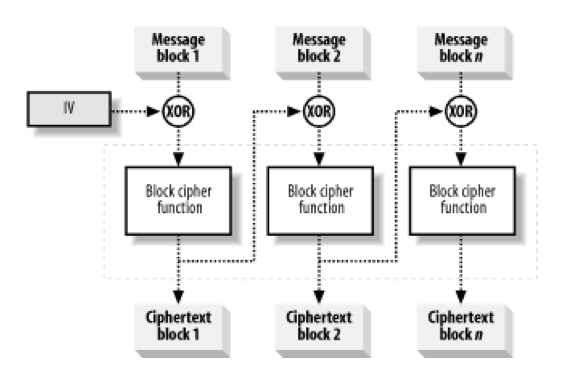 Message
block 1
Message
block 2
Message
block n
IV
XOR
XOR
XOR
Block cipher
function
Block cipher
function
Block cipher
function
Ciphertext
block 1
Ciphertext
block 2
Ciphertext
block n